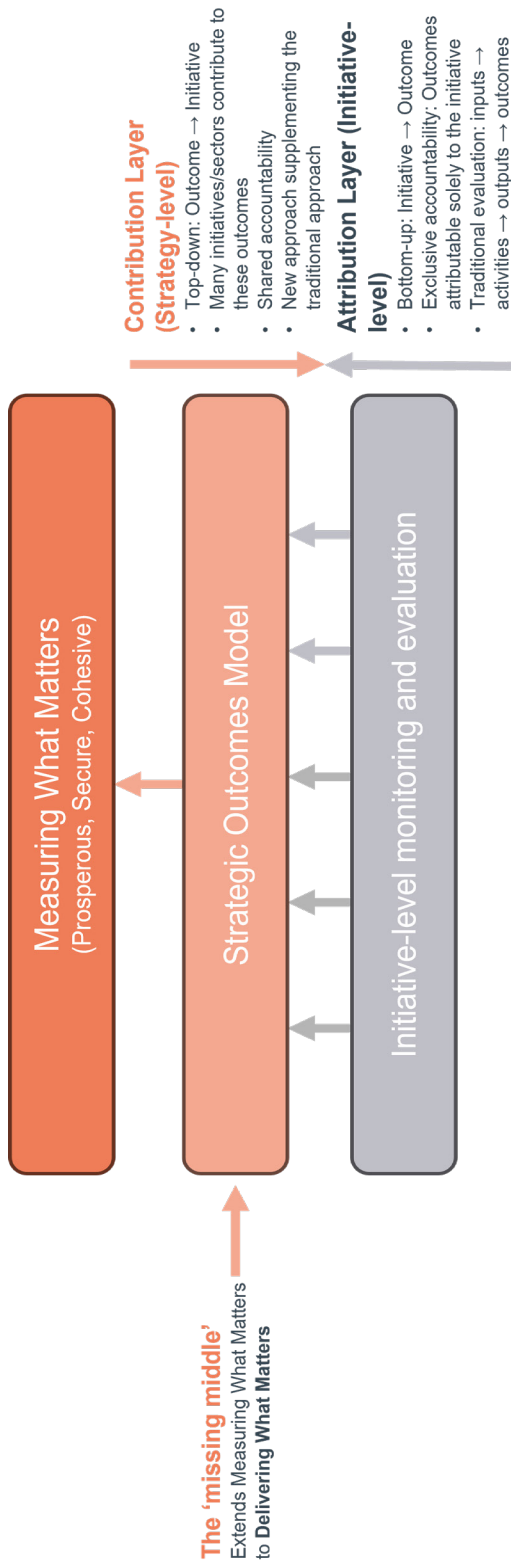 The ‘missing middle’
Extends Measuring What Matters
to Delivering What Matters
Measuring What Matters
(Prosperous, Secure, Cohesive)
Strategic Outcomes Model
Initiative-level monitoring and evaluation
Contribution Layer
(Strategy-level)
• Top-down: Outcome → Initiative
• Many initiatives/sectors contribute to
these outcomes
• Shared accountability
• New approach supplementing the
traditional approach
Attribution Layer (Initiative-
level)
• Bottom-up: Initiative → Outcome
• Exclusive accountability: Outcomes
attributable solely to the initiative
• Traditional evaluation: inputs →
activities → outputs → outcomes